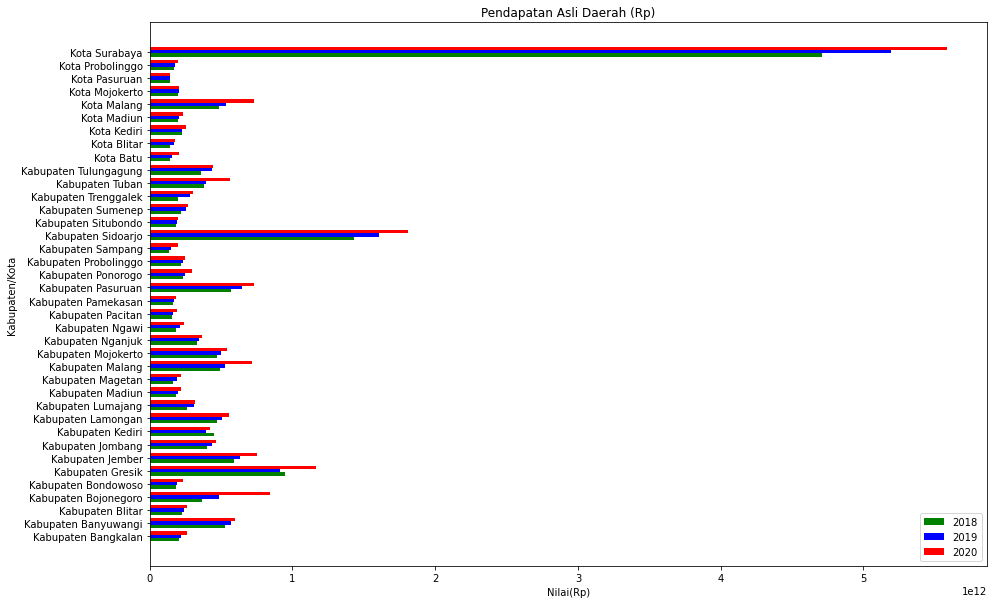 Pendapatan Asli Daerah (Rp)
Kabupaten/Kota
Kota Surabaya
Kota Probolinggo
Kota Pasuruan
Kota Mojokerto
Kota Malang
Kota Madiun
Kota Kediri
Kota Blitar
Kota Batu
Kabupaten Tulungagung
Kabupaten Tuban
Kabupaten Trenggalek
Kabupaten Sumenep
Kabupaten Situbondo
Kabupaten Sidoarjo
Kabupaten Sampang
Kabupaten Probolinggo
Kabupaten Ponorogo
Kabupaten Pasuruan
Kabupaten Pamekasan
Kabupaten Pacitan
Kabupaten Ngawi
Kabupaten Nganjuk
Kabupaten Mojokerto
Kabupaten Malang
Kabupaten Magetan
Kabupaten Madiun
Kabupaten Lumajang
Kabupaten Lamongan
Kabupaten Kediri
Kabupaten Jombang
Kabupaten Jember
Kabupaten Gresik
Kabupaten Bondowoso
Kabupaten Bojonegoro
Kabupaten Blitar
Kabupaten Banyuwangi
Kabupaten Bangkalan
2018
2019
2020
0 1 2 3 4 5
1e12
Nilai(Rp)